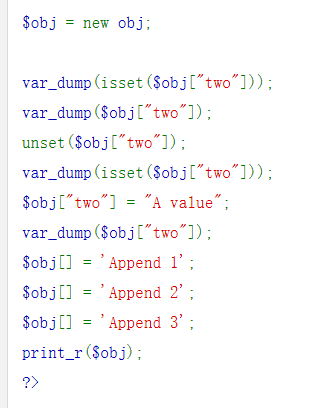 $obj = new obj;
var_dump(isset($obj["two"]));
var_dump($obj["two"]);
unset($obj["two"]);
var_dump(isset($obj["two"]));
$obj["two"] = "A value";
var_dump($obj["two"]);
$obj[] = 'Append 1';
$obj[] = 'Append 2';
$obj[] = 'Append 3';
print_r($obj);
?>